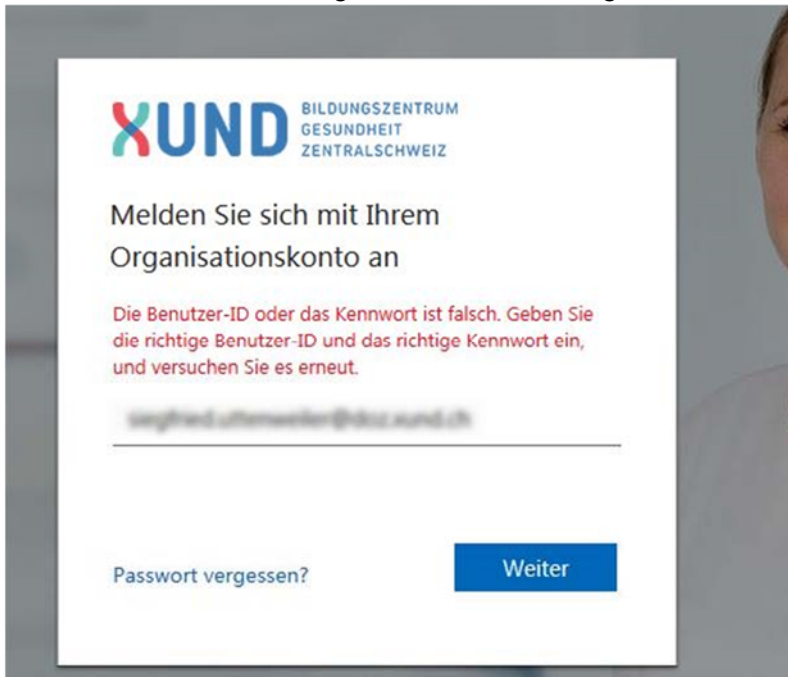 XUND
BILDUNGSZENTRUM
GESUNDHEIT
ZENTRALSCHWEIZ
Melden Sie sich mit Ihrem
Organisationskonto an
Die Benutzer-ID oder das Kennwort ist falsch. Geben Sie
die richtige Benutzer-ID und das richtige Kennwort ein,
und versuchen Sie es erneut.
Passwort vergessen?
Weiter